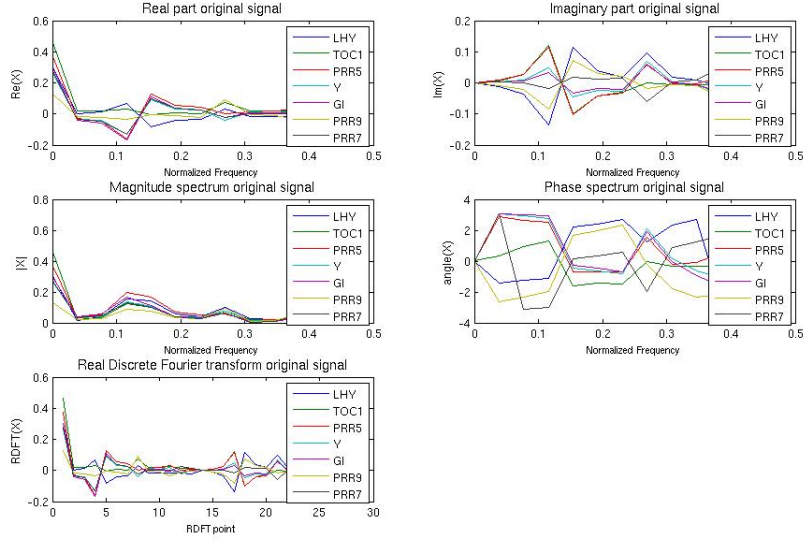 Real part original signal
0.6
0.4
0.2
0
-0.2
Re(X)
0
0.1
0.2
0.3
0.4
0.5
Normalized Frequency
LHY
TOC1
PRR5
Y
GI
PRR9
PRR7
Imaginary part original signal
0.2
0.1
0
-0.1
-0.2
Im(X)
0
0.1
0.2
0.3
0.4
0.5
Normalized Frequency
LHY
TOC1
PRR5
Y
GI
PRR9
PRR7
Magnitude spectrum original signal
0.8
0.6
0.4
0.2
0
|X|
0
0.1
0.2
0.3
0.4
0.5
Normalized Frequency
LHY
TOC1
PRR5
Y
GI
PRR9
PRR7
Phase spectrum original signal
4
2
0
-2
-4
angle(X)
0
0.1
0.2
0.3
0.4
0.5
Normalized Frequency
LHY
TOC1
PRR5
Y
GI
PRR9
PRR7
Real Discrete Fourier transform original signal
0.6
0.4
0.2
0
-0.2
RDFT(X)
0
5
10
15
20
25
30
RDFT point
LHY
TOC1
PRR5
Y
GI
PRR9
PRR7